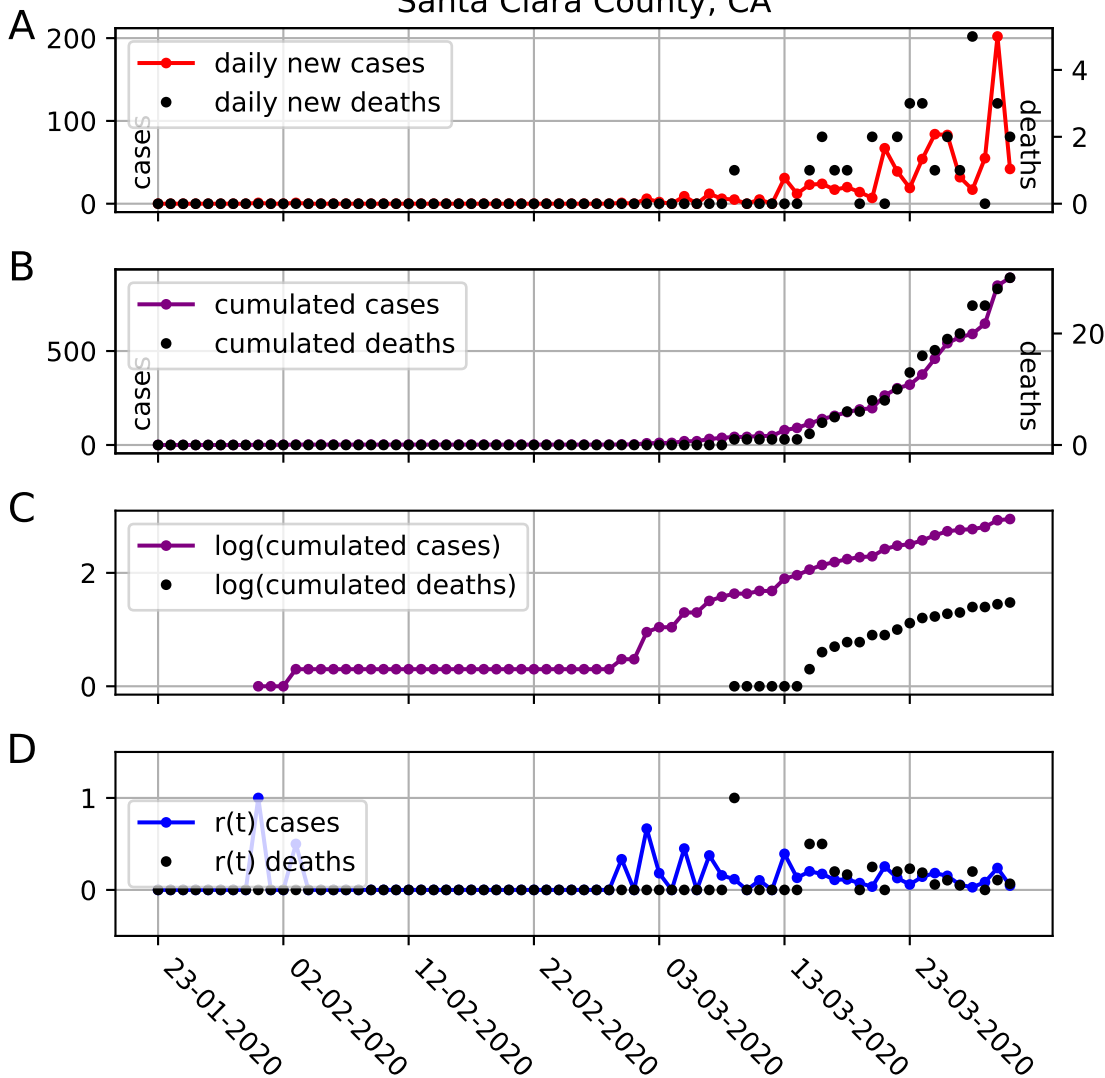 Santa Clara County, CA
A
200
100
0
cases
daily new cases
daily new deaths
4
2
0
deaths
B
500
0
cases
cumulated cases
cumulated deaths
20
0
deaths
C
2
0
log(cumulated cases)
log(cumulated deaths)
D
1
0
r(t) cases
r(t) deaths
23-01-2020
02-02-2020
12-02-2020
22-02-2020
03-03-2020
13-03-2020
23-03-2020